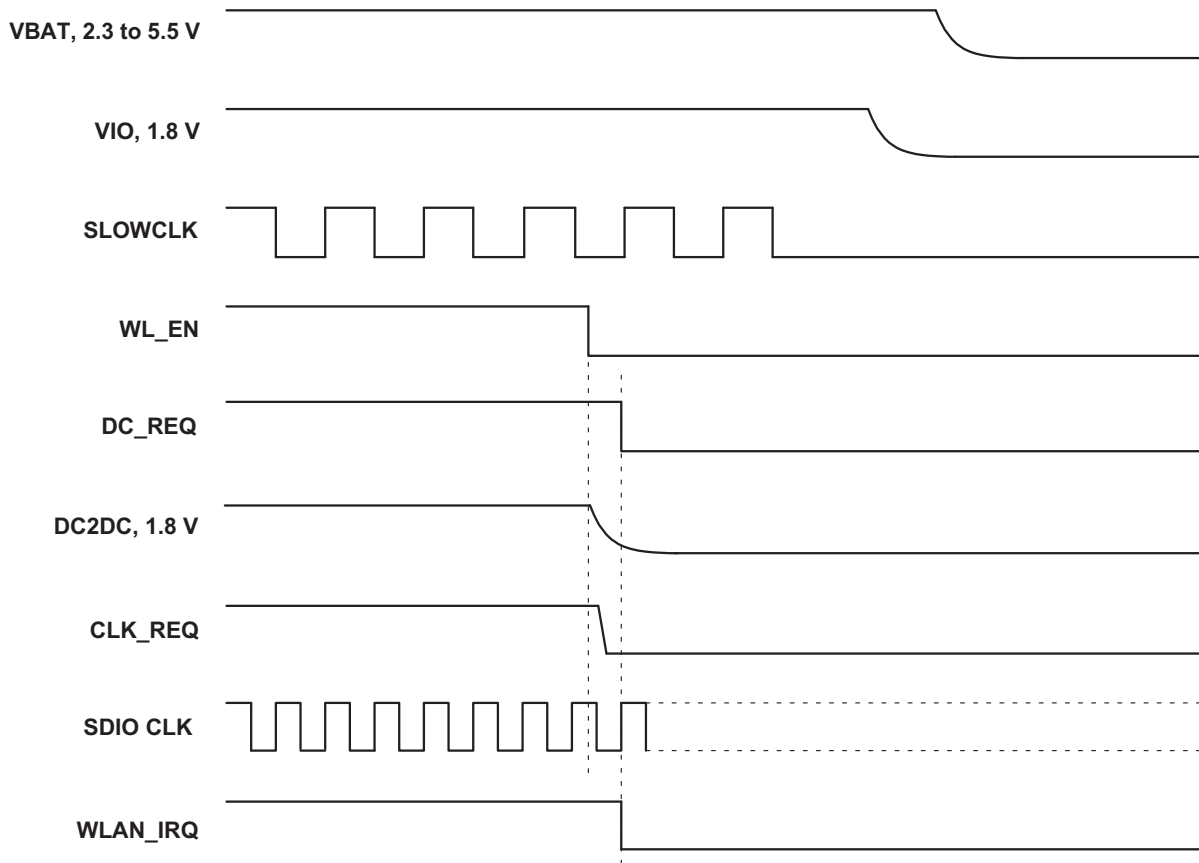 VBAT, 2.3 to 5.5 V
VIO, 1.8 V
SLOWCLK
WL_EN
DC_REQ
DC2DC, 1.8 V
CLK_REQ
SDIO CLK
WLAN_IRQ